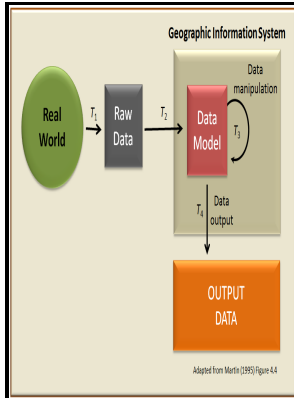 Geographic Information System
Data
manipulation
Real
World
T1
Raw
Data
T2
Data
Model
T3
T4
Data
output
OUTPUT
DATA
Adapted from Martin (1995) Figure 4.4